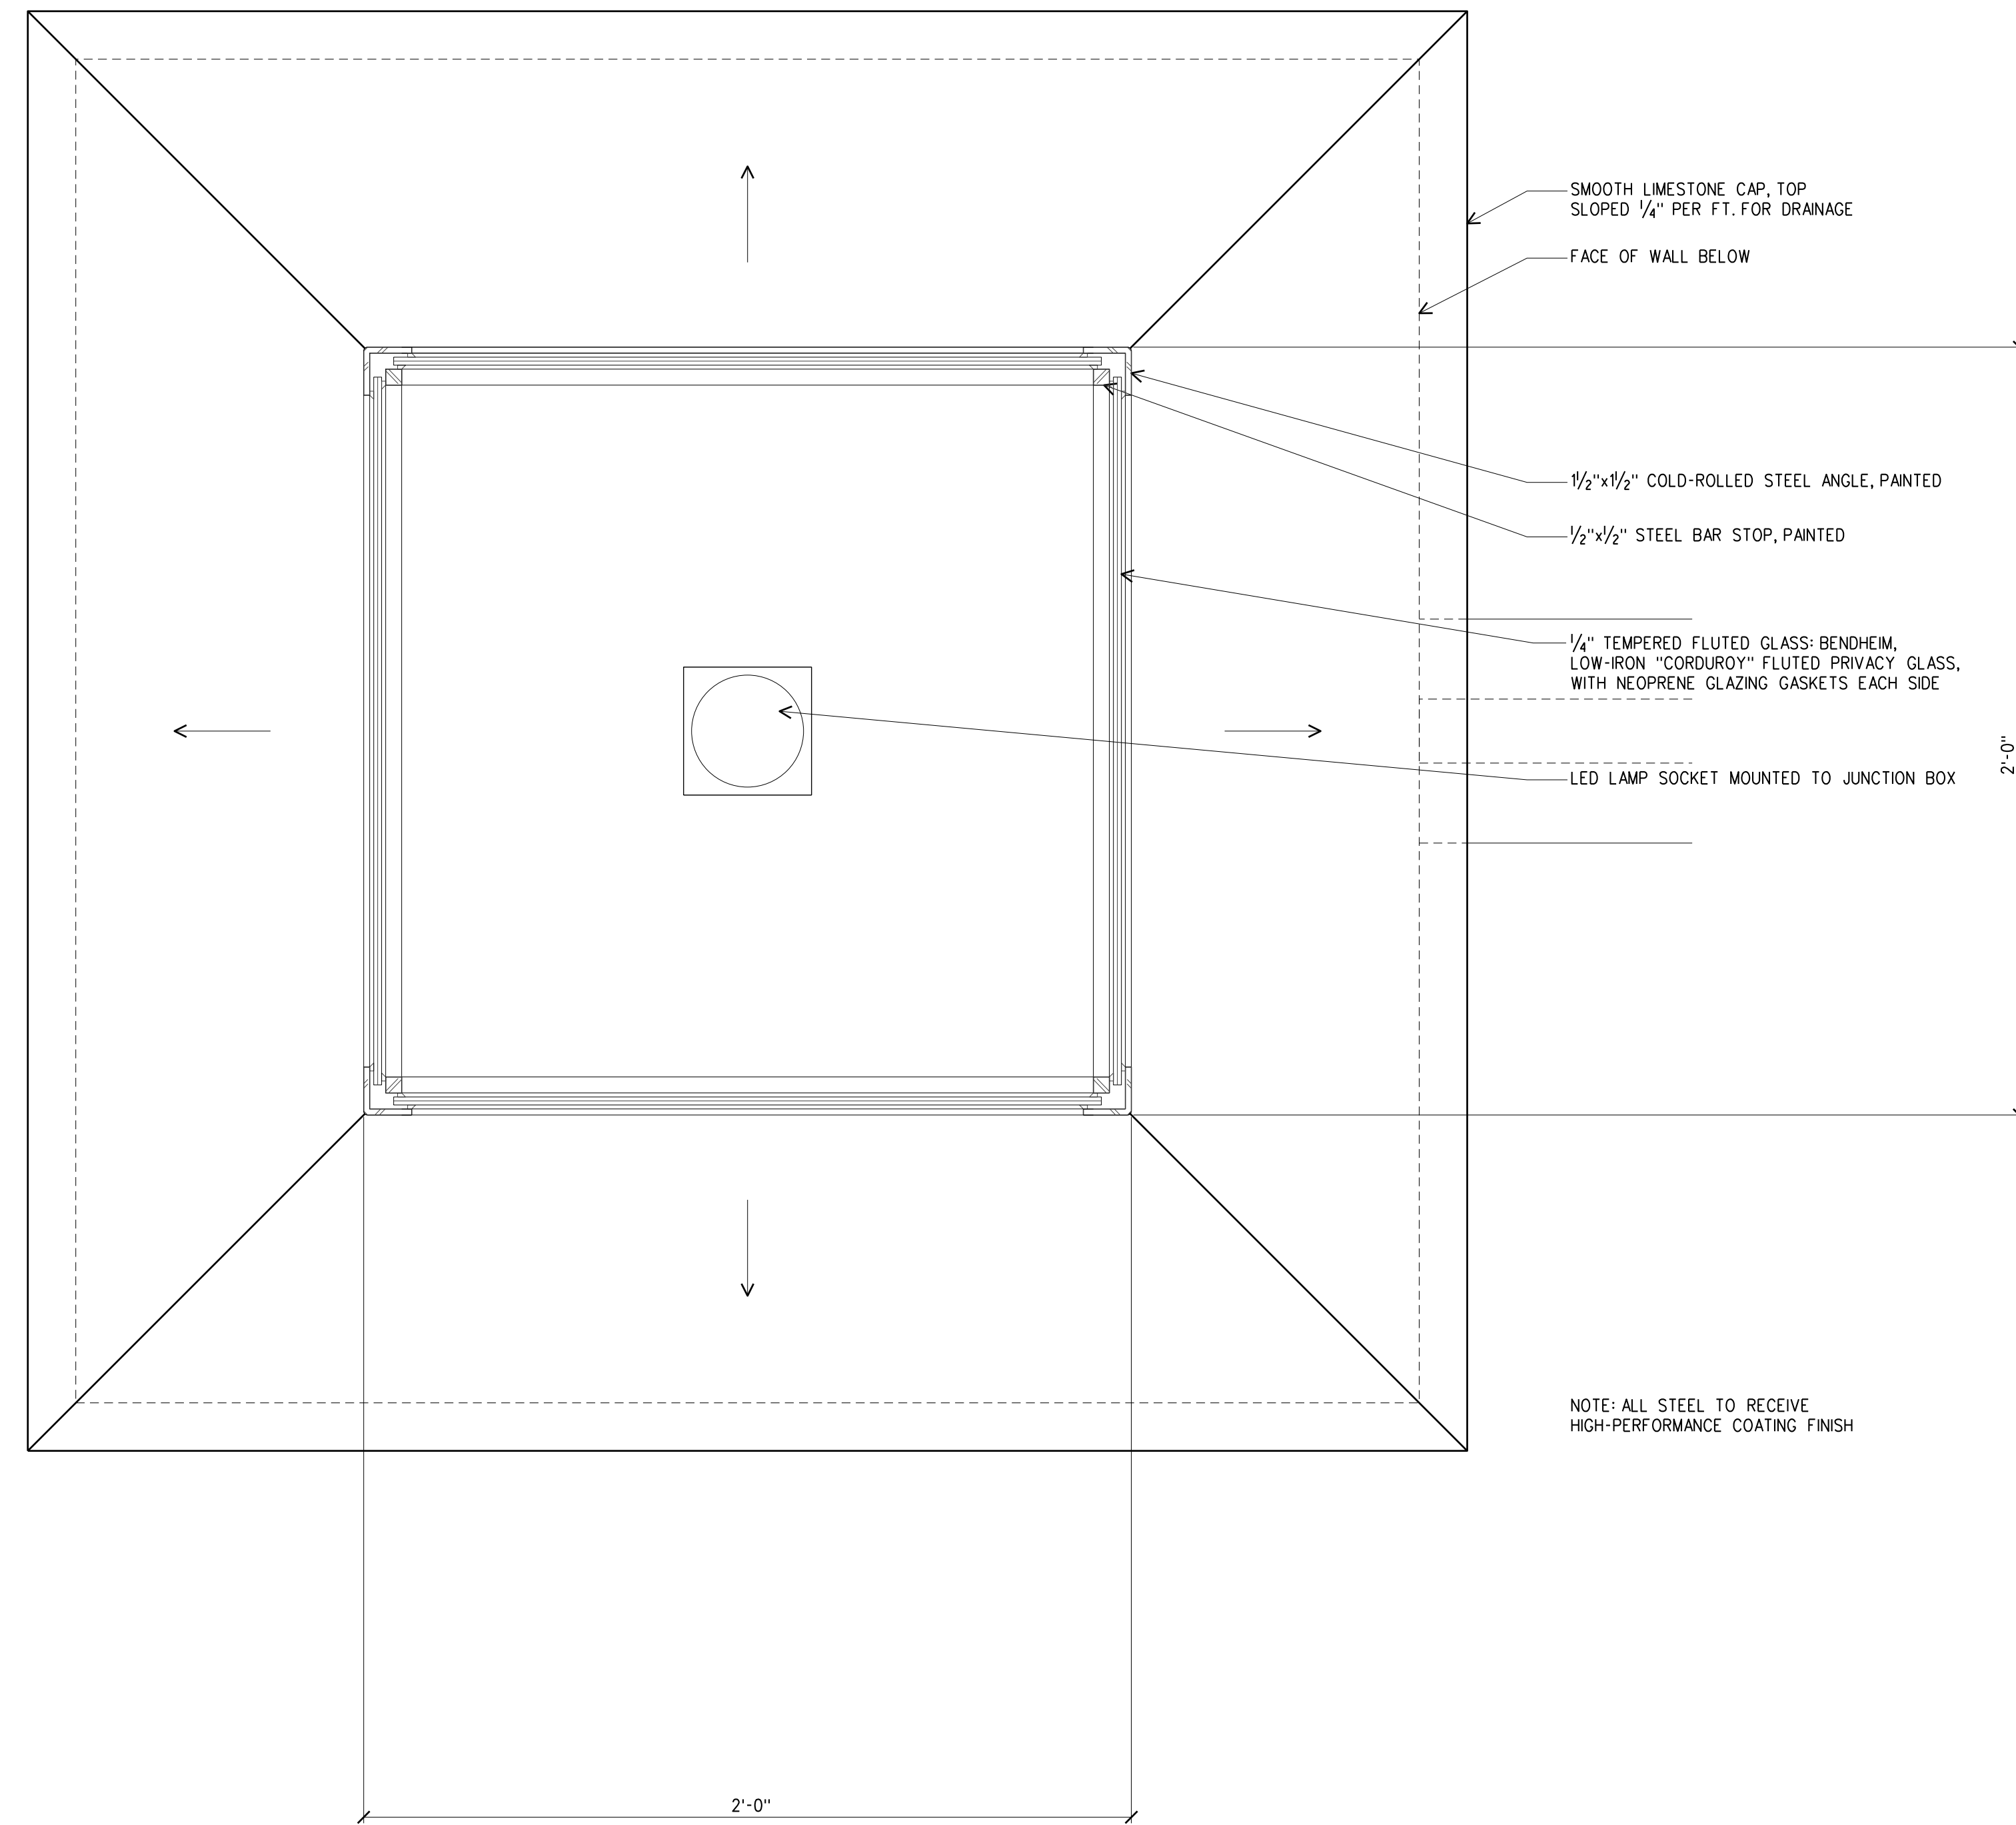 SMOOTH LIMESTONE CAP, TOP
SLOPED 1/4" PER FT. FOR DRAINAGE
FACE OF WALL BELOW
1 1/2"x1 1/2" COLD-ROLLED STEEL ANGLE, PAINTED
1/2"x1/2" STEEL BAR STOP, PAINTED
1/4" TEMPERED FLUTED GLASS: BENDHEIM,
LOW-IRON "CORDUROY" FLUTED PRIVACY GLASS,
WITH NEOPRENE GLAZING GASKETS EACH SIDE
2'-0"
LED LAMP SOCKET MOUNTED TO JUNCTION BOX
NOTE: ALL STEEL TO RECEIVE
HIGH-PERFORMANCE COATING FINISH
2'-0"